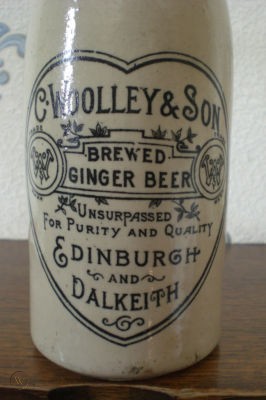 C. WOOLLEY & SON
BREWED
GINGER BEER
UNSURPASSED
FOR PURITY AND QUALITY
EDINBURGH
AND
DALKEITH